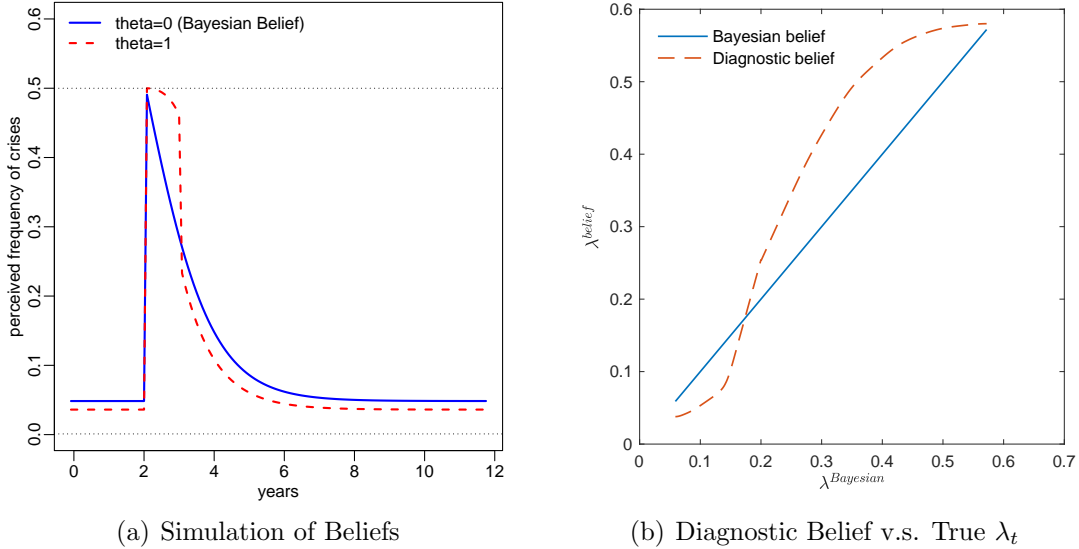 theta=0 (Bayesian Belief)
theta=1
perceived frequency of crises
0.6
0.5
0.4
0.3
0.2
0.1
0.0
0 2 4 6 8 10 12
years
(a) Simulation of Beliefs
Bayesian belief
Diagnostic belief
λ^{belief}
0.6
0.5
0.4
0.3
0.2
0.1
0
0 0.1 0.2 0.3 0.4 0.5 0.6 0.7
λ^{Bayesian}
(b) Diagnostic Belief v.s. True λ_t